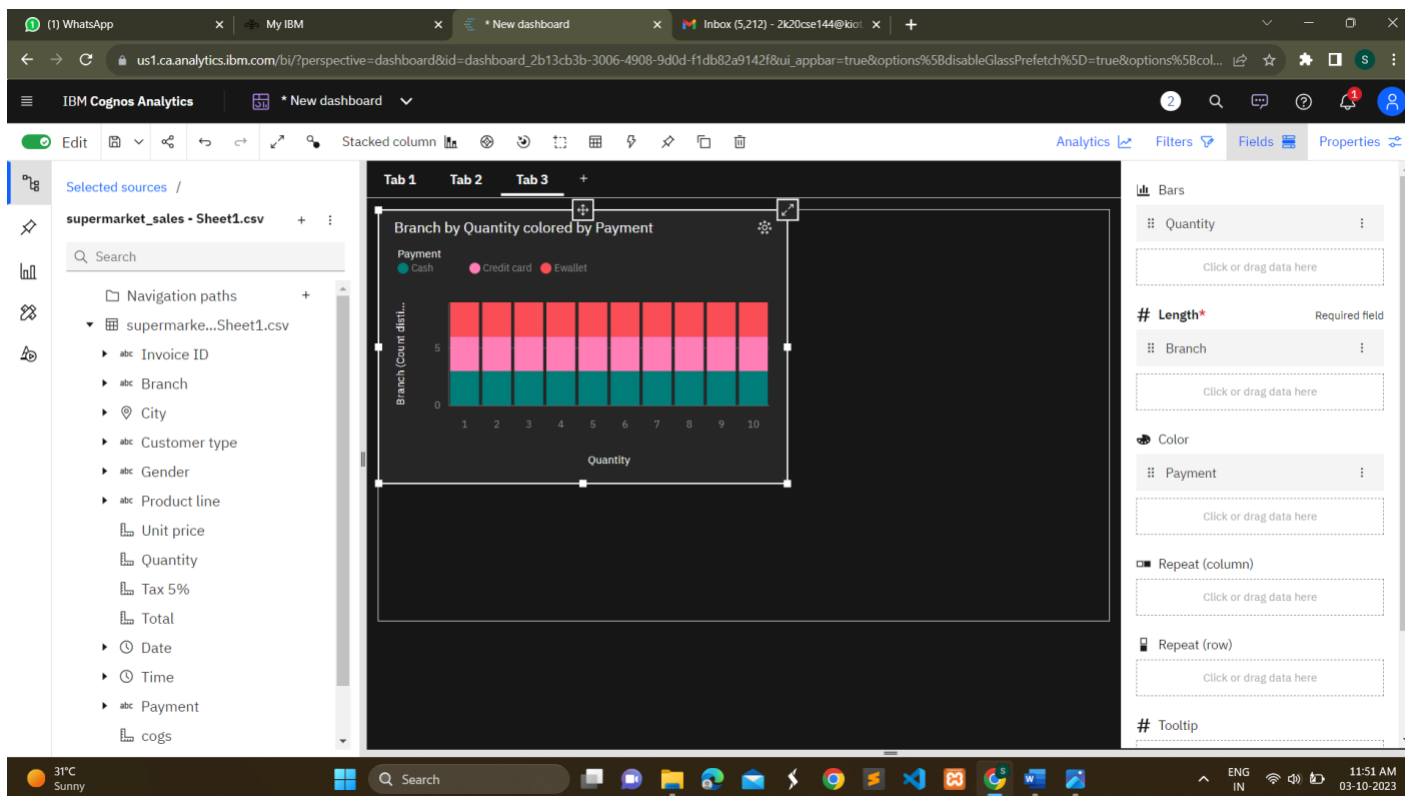 (1) WhatsApp
My IBM
* New dashboard
Inbox (5,212) - 2k20cse144@kiot
us1.ca.analytics.ibm.com/bi/?perspective=dashboard&id=dashboard_2b13cb3b-3006-4908-9d0d-f1db82a9142f&ui_appbar=true&options%5BdisableGlassPrefetch%5D=true&options%5Bcol...
S
IBM Cognos Analytics
* New dashboard
2
1
Edit
Stacked column
Analytics
Filters
Fields
Properties
Selected sources /
supermarket_sales - Sheet1.csv
Search
Navigation paths
supermarke...Sheet1.csv
abc Invoice ID
abc Branch
City
abc Customer type
abc Gender
abc Product line
Unit price
Quantity
Tax 5%
Total
Date
Time
abc Payment
cogs
Tab 1 Tab 2 Tab 3 +
Branch by Quantity colored by Payment
Payment
Cash Credit card Ewallet
Branch (Count disti...
5
0
1 2 3 4 5 6 7 8 9 10
Quantity
Bars
Quantity
Click or drag data here
# Length* Required field
Branch
Click or drag data here
Color
Payment
Click or drag data here
Repeat (column)
Click or drag data here
Repeat (row)
Click or drag data here
# Tooltip
31°C
Sunny
Search
ENG
IN
11:51 AM
03-10-2023